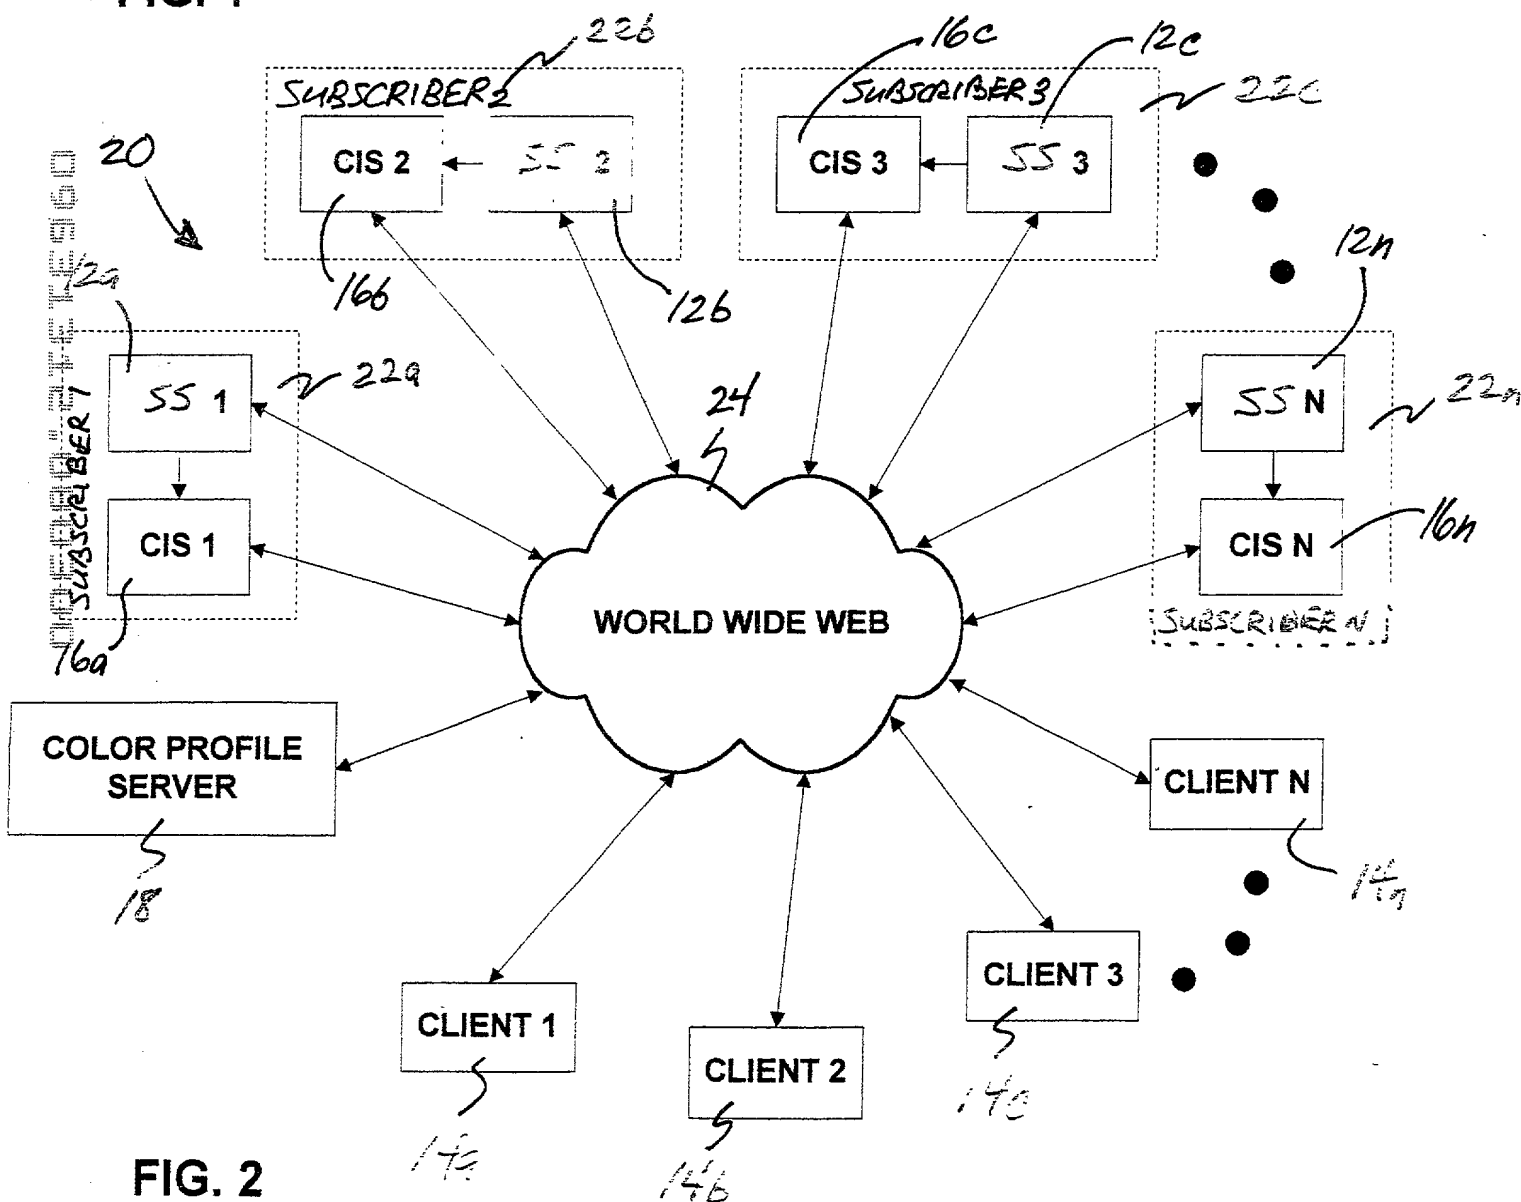 22b
16c
12c
SUBSCRIBER 2
SUBSCRIBER 3
22c
20
CIS 2
SS 2
CIS 3
SS 3
12n
12a
16b
12b
SS 1
22a
24
SS N
22n
SUBSCRIBER 1
CIS 1
CIS N
16n
WORLD WIDE WEB
SUBSCRIBER N
16a
COLOR PROFILE
SERVER
CLIENT N
18
14n
CLIENT 3
CLIENT 1
CLIENT 2
14c
14a
14b
FIG. 2